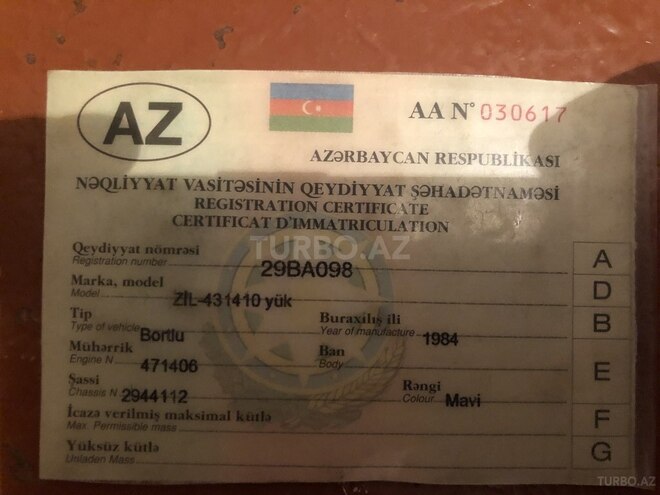 AZ
AA N° 030617
AZƏRBAYCAN RESPUBLİKASI
NƏQLİYYAT VASİTƏSİNİN QEYDİYYAT ŞƏHADƏTNAMƏSİ
REGISTRATION CERTIFICATE
CERTIFICAT D'IMMATRICULATION
TURBO.AZ
Qeydiyyat nömrəsi
Registration number 29BA098 A
Marka, model
Model ZİL-431410 yük D
Tip Buraxılış ili B
Type of vehicle Bortlu Year of manufacture 1984
Mühərrik Ban
Engine N 471406 Body E
Şassi Rəngi
Chassis N 2944112 Colour Mavi
İcazə verilmiş maksimal kütlə
Max. Permissible mass F
Yüksüz kütlə
Unladen Mass G
TURBO.AZ